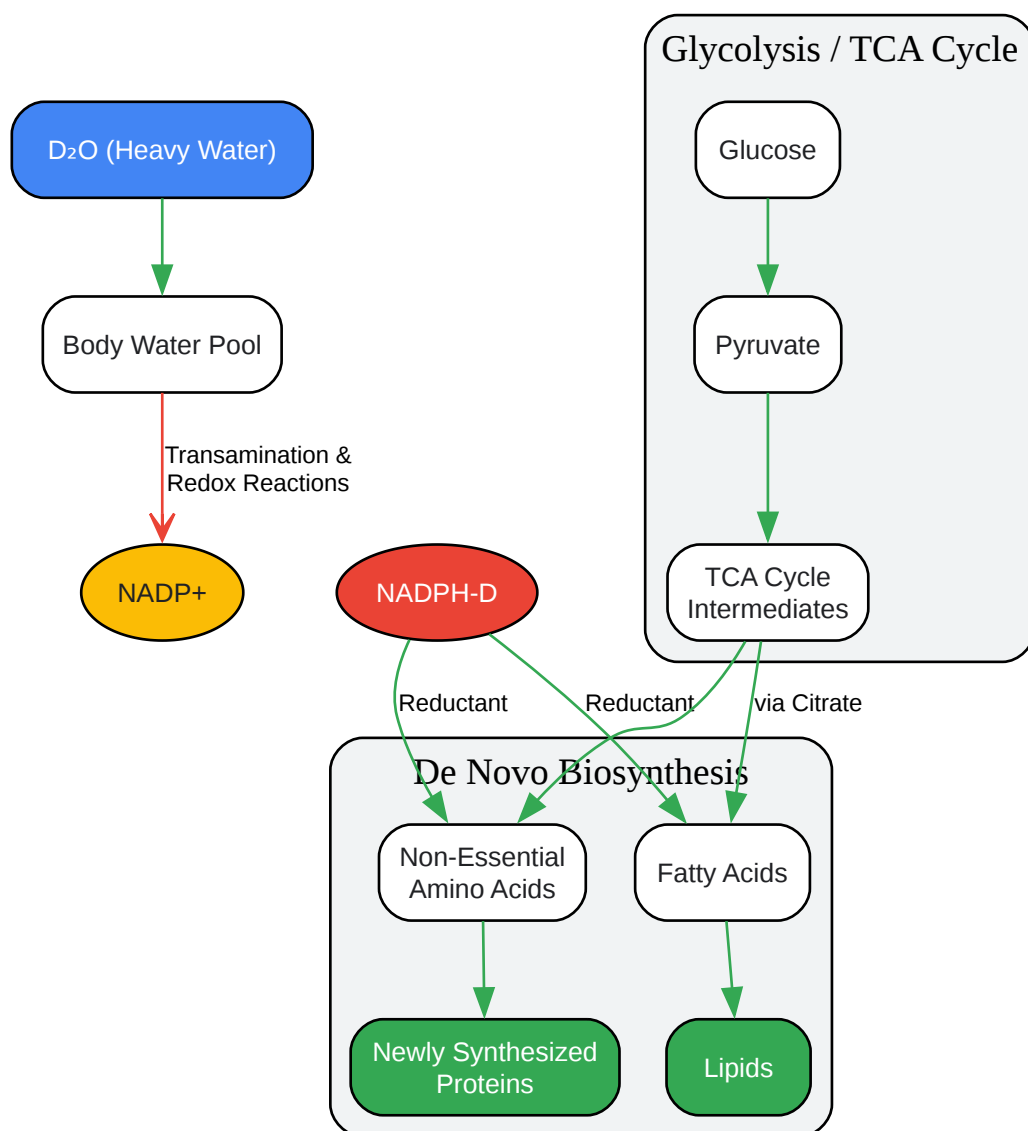 Glycolysis / TCA Cycle
D₂O (Heavy Water)
Glucose
Body Water Pool
Pyruvate
Transamination &
Redox Reactions
NADP+
NADPH-D
TCA Cycle
Intermediates
Reductant
Reductant
via Citrate
De Novo Biosynthesis
Non-Essential
Amino Acids
Fatty Acids
Newly Synthesized
Proteins
Lipids